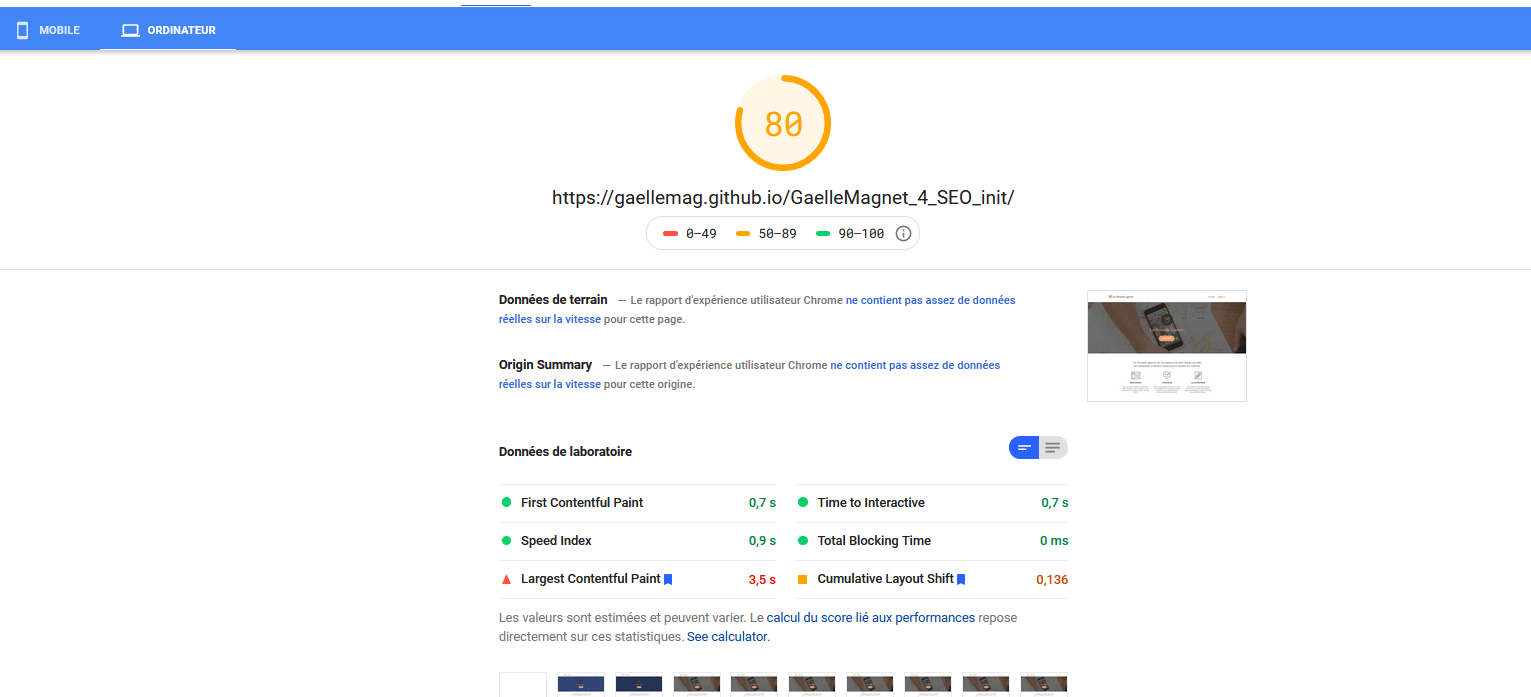 MOBILE
ORDINATEUR
80
https://gaellemag.github.io/GaelleMagnet_4_SEO_init/
0–49 50–89 90–100
Données de terrain — Le rapport d'expérience utilisateur Chrome ne contient pas assez de données
réelles sur la vitesse pour cette page.
Origin Summary — Le rapport d'expérience utilisateur Chrome ne contient pas assez de données
réelles sur la vitesse pour cette origine.
Données de laboratoire
First Contentful Paint 0,7 s
Time to Interactive 0,7 s
Speed Index 0,9 s
Total Blocking Time 0 ms
Largest Contentful Paint 3,5 s
Cumulative Layout Shift 0,136
Les valeurs sont estimées et peuvent varier. Le calcul du score lié aux performances repose
directement sur ces statistiques. See calculator.